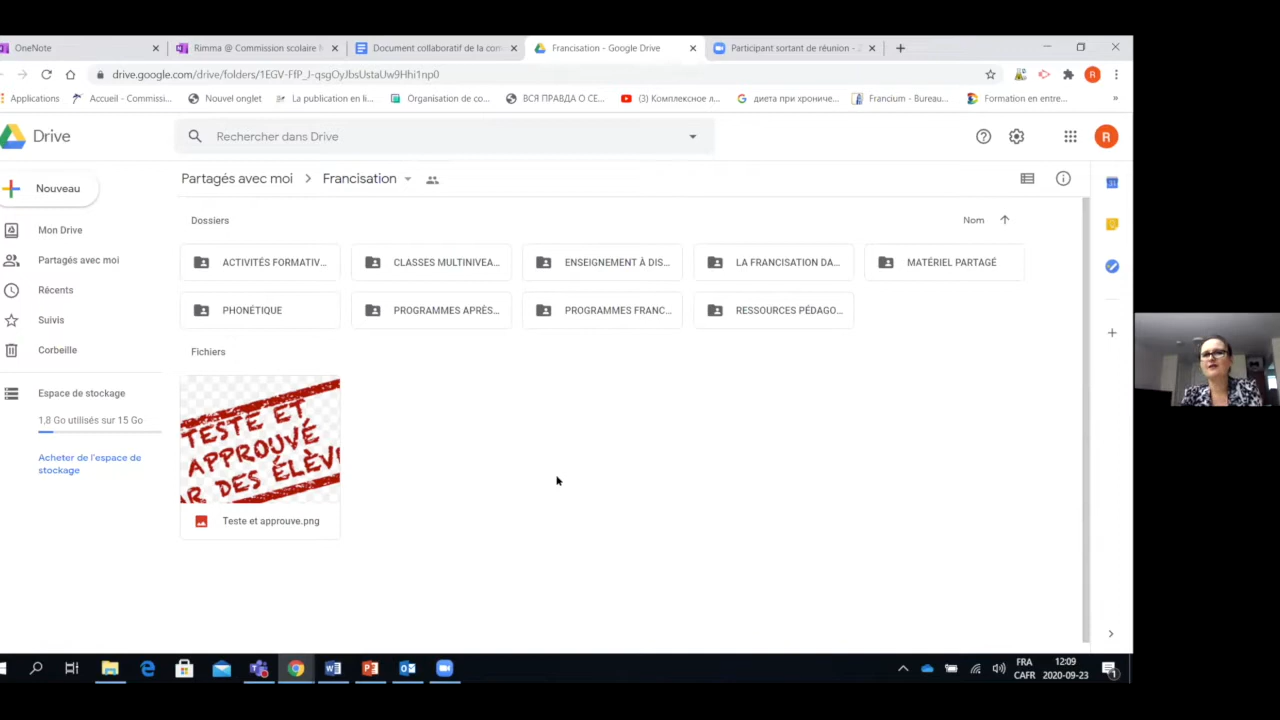 OneNote
Rimma @ Commission scolaire
Document collaboratif de la com
Francisation - Google Drive
Participant sortant de réunion - Z
drive.google.com/drive/folders/1EGV-FfP_J-qsgOyJbsUstaUw9Hhi1np0
Applications
Accueil - Commissi...
Nouvel onglet
La publication en li...
Organisation de co...
ВСЯ ПРАВДА О СЕ...
(3) Комплексное л...
диета при хрониче...
Francium - Bureau...
Formation en entre...
»
Drive
Rechercher dans Drive
R
Partagés avec moi > Francisation
Nouveau
Mon Drive
Partagés avec moi
Récents
Suivis
Corbeille
Espace de stockage
1,8 Go utilisés sur 15 Go
Acheter de l'espace de
stockage
Dossiers
Nom
ACTIVITÉS FORMATIV...
CLASSES MULTINIVEA...
ENSEIGNEMENT À DIS...
LA FRANCISATION DA...
MATÉRIEL PARTAGÉ
PHONÉTIQUE
PROGRAMMES APRÈS...
PROGRAMMES FRANC...
RESSOURCES PÉDAGO...
Fichiers
TESTE ET
APPROUVÉ
AR DES ÉLÈV
Teste et approuve.png
FRA
CAFR
12:09
2020-09-23
1